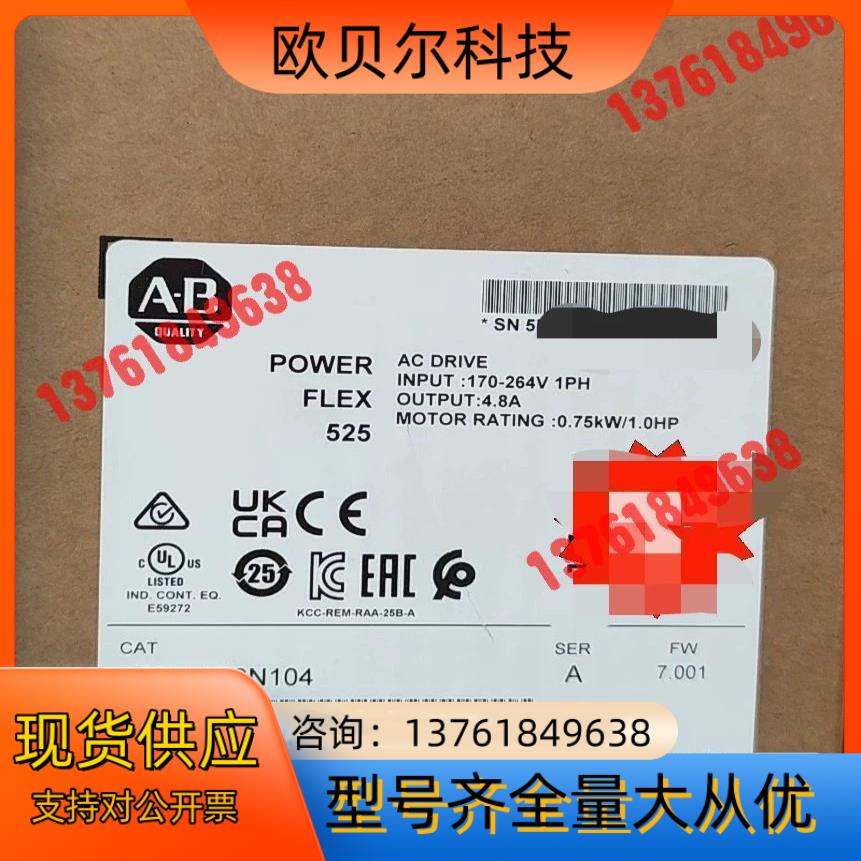 欧贝尔科技
1376184963
A-B
QUALITY
* SN 5
13761849638
POWER
FLEX
525
AC DRIVE
INPUT :170-264V 1PH
OUTPUT:4.8A
MOTOR RATING :0.75kW/1.0HP
13761849638
UK
CA
CE
C UL US
LISTED
IND. CONT. EQ.
E59272
25
KC
EAC
KCC-REM-RAA-25B-A
CAT
SER
FW
N104
A
7.001
现货供应
支持对公开票
咨询：13761849638
型号齐全量大从优